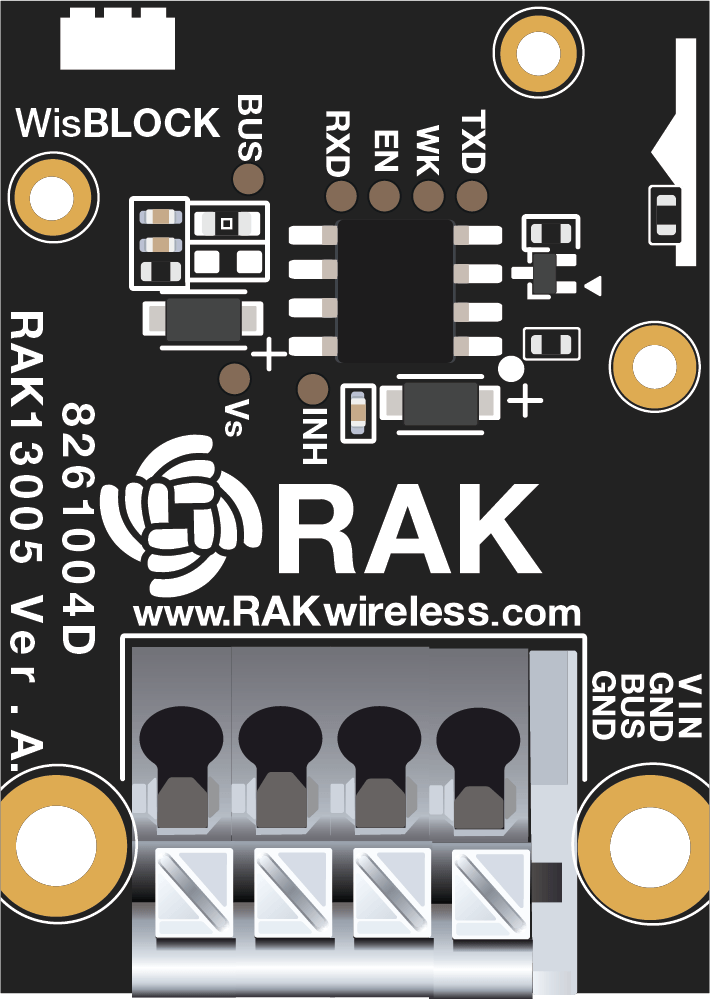 WisBLOCK
BUS
RXD
EN
WK
TXD
+
Vs
INH
+
RAK13005 Ver.A.
8261004D
RAK
www.RAKwireless.com
GND
BUS
GND
VIN